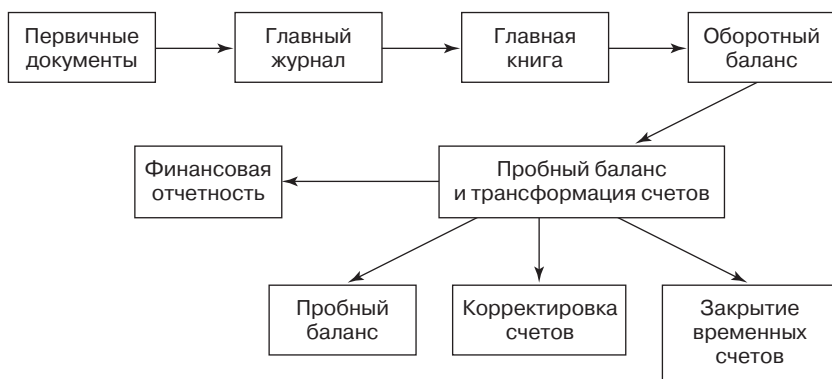 Первичные
документы
Главный
журнал
Главная
книга
Оборотный
баланс
Финансовая
отчетность
Пробный баланс
и трансформация счетов
Пробный
баланс
Корректировка
счетов
Закрытие
временных
счетов